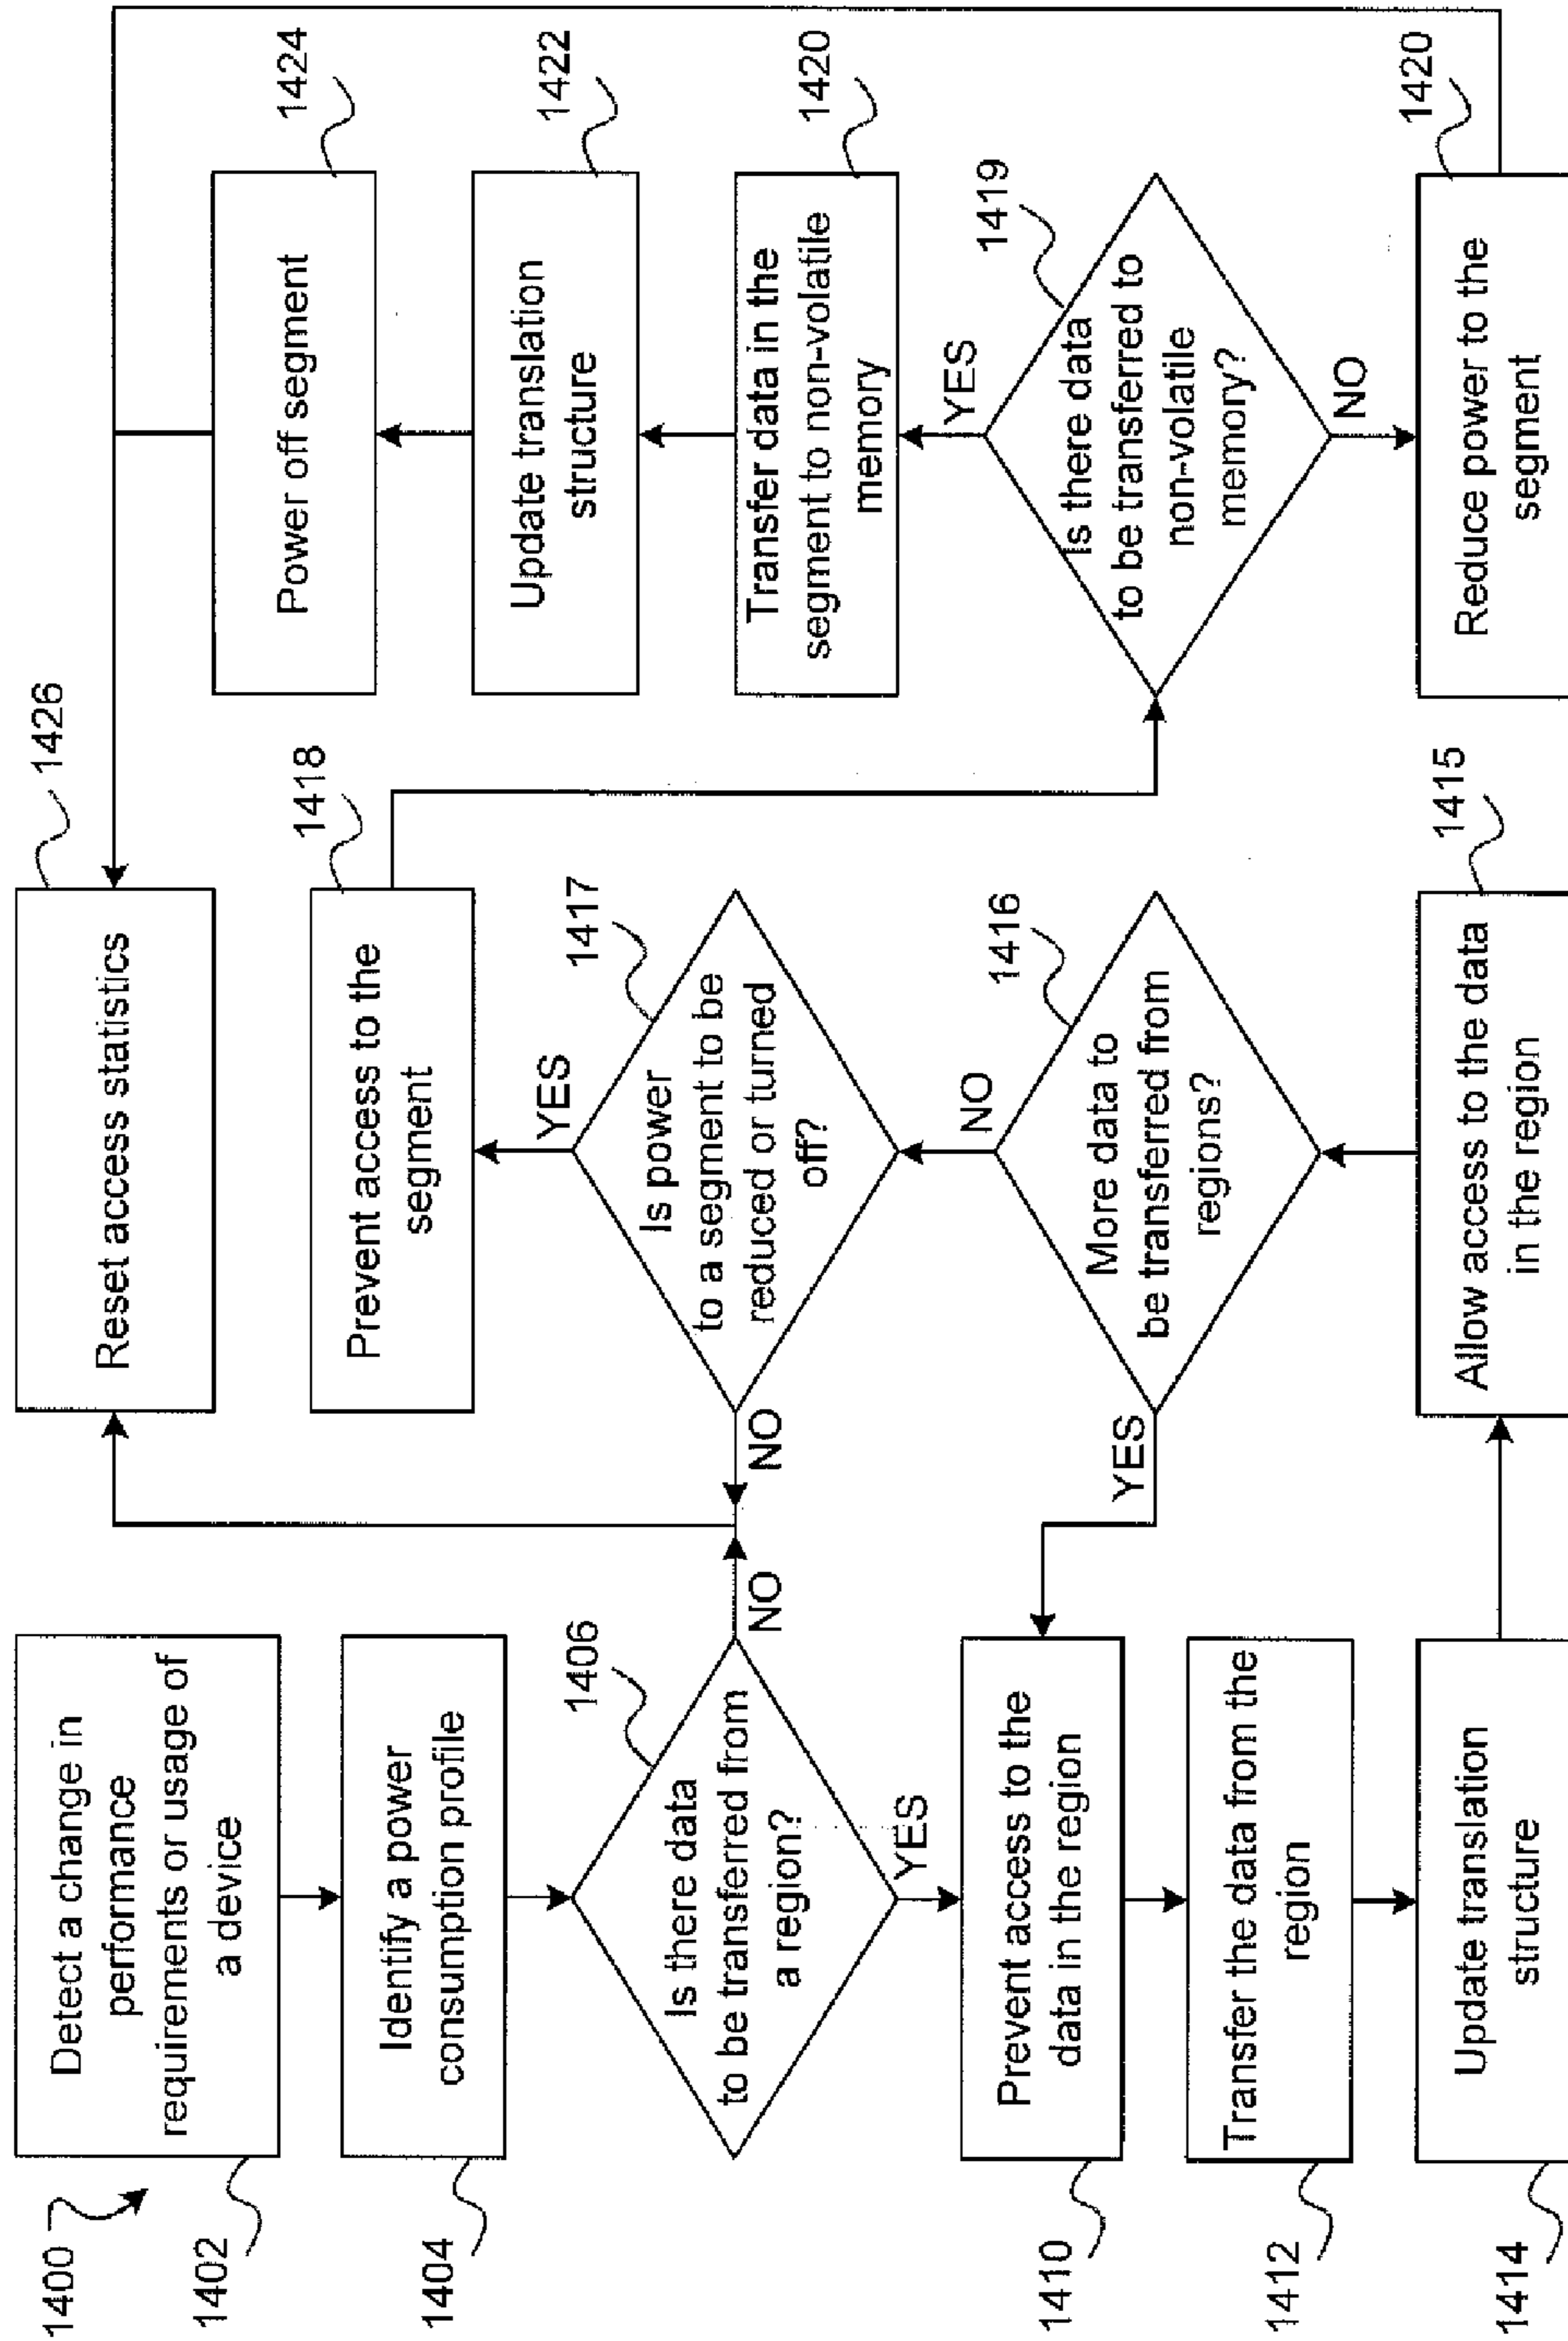 1400
Detect a change in
performance
requirements or usage of
a device
1402
Identify a power
consumption profile
1404
Is there data
to be transferred from
a region?
1406
NO
YES
Prevent access to the
data in the region
1410
Transfer the data from the
region
1412
Update translation
structure
1414
Reset access statistics
1426
Prevent access to the
segment
1418
YES
Is power
to a segment to be
reduced or turned
off?
1417
NO
NO
More data to
be transferred from
regions?
1416
YES
Allow access to the data
in the region
1415
Power off segment
1424
Update translation
structure
1422
Transfer data in the
segment to non-volatile
memory
1420
YES
Is there data
to be transferred to
non-volatile
memory?
1419
NO
Reduce power to the
segment
1420